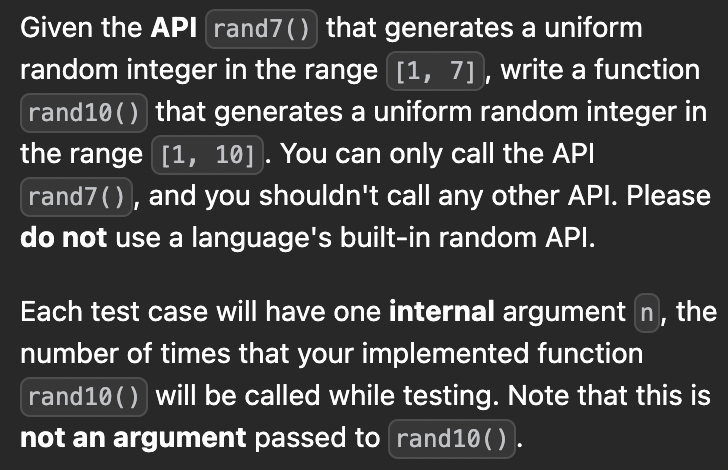 Given the API rand7() that generates a uniform
random integer in the range [1, 7], write a function
rand10() that generates a uniform random integer in
the range [1, 10]. You can only call the API
rand7(), and you shouldn't call any other API. Please
do not use a language's built-in random API.
Each test case will have one internal argument n, the
number of times that your implemented function
rand10() will be called while testing. Note that this is
not an argument passed to rand10().